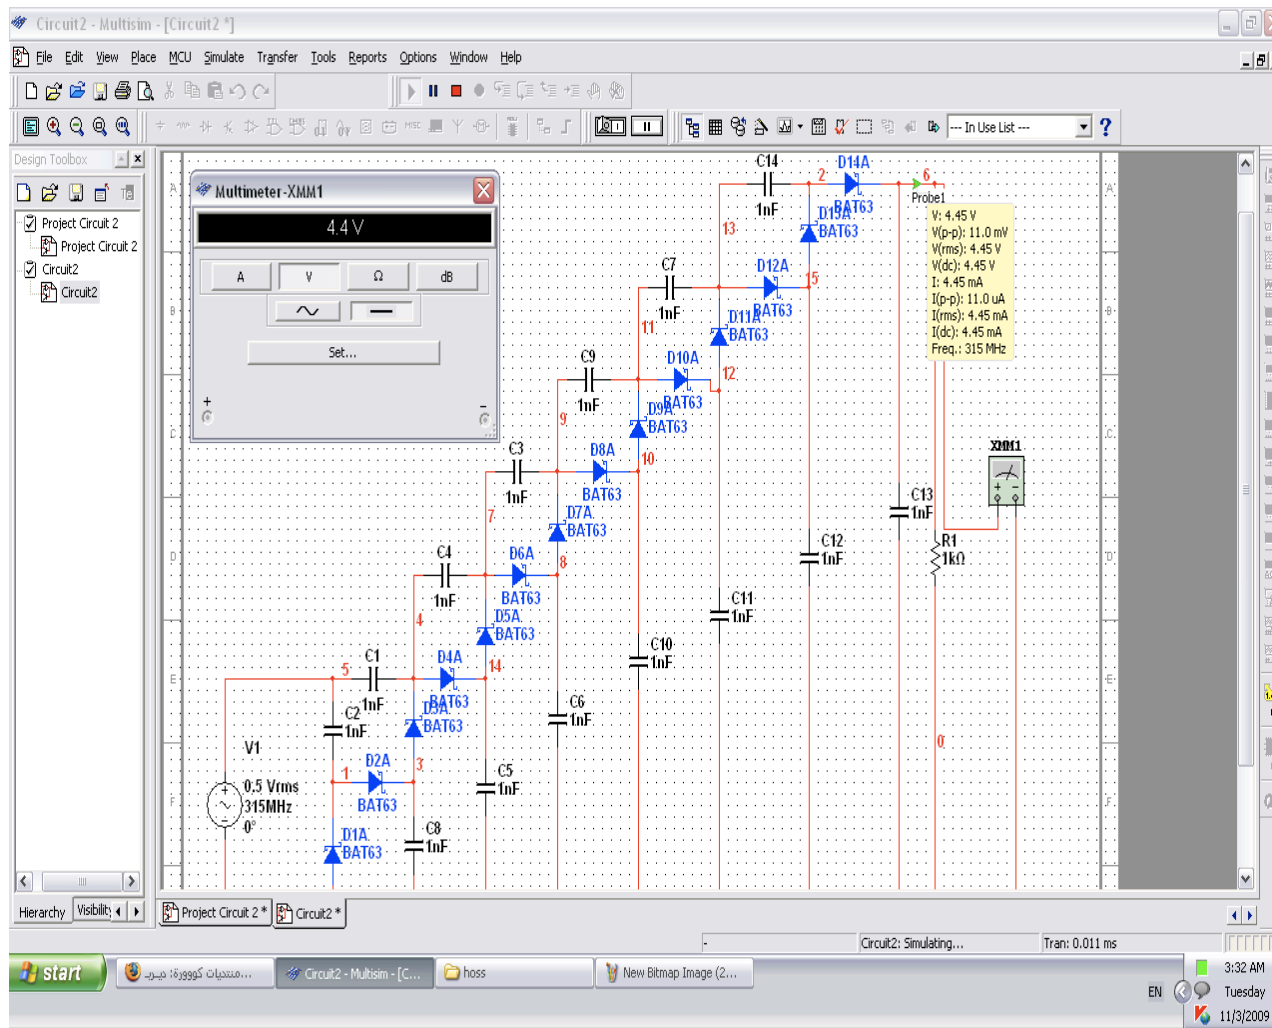 Circuit2 - Multisim - [Circuit2 *]
File Edit View Place MCU Simulate Transfer Tools Reports Options Window Help
MISC
--- In Use List ---
?
Design Toolbox
Project Circuit 2
Project Circuit 2
Circuit2
Circuit2
Hierarchy
Multimeter-XMM1
4.4 V
A
V
Ω
dB
Set...
+
-
A
B
C
D
E
F
A
B
C
D
E
F
C14
1nF
2
D14A
BAT63
6
Probe1
V: 4.45 V
V(p-p): 11.0 mV
V(rms): 4.45 V
V(dc): 4.45 V
I: 4.45 mA
I(p-p): 11.0 uA
I(rms): 4.45 mA
I(dc): 4.45 mA
Freq.: 315 MHz
13
D13A
BAT63
C7
1nF
D12A
BAT63
15
11
D11A
BAT63
C9
1nF
D10A
BAT63
12
9
D9A
BAT63
XMM1
+ -
C3
1nF
D8A
BAT63
10
C13
1nF
7
D7A
BAT63
C4
1nF
D6A
BAT63
8
C12
1nF
R1
1kΩ
4
D5A
BAT63
C11
1nF
5
C1
1nF
D4A
BAT63
14
C10
1nF
C2
1nF
D3A
BAT63
C6
1nF
0
V1
0.5 Vrms
315MHz
0°
1
D2A
BAT63
3
C5
1nF
D1A
BAT63
C8
1nF
Project Circuit 2 *
Circuit2 *
-
Circuit2: Simulating...
Tran: 0.011 ms
start
منتديات كووورة: ديربـ...
Circuit2 - Multisim - [C...
hoss
New Bitmap Image (2...
EN
3:32 AM
Tuesday
11/3/2009